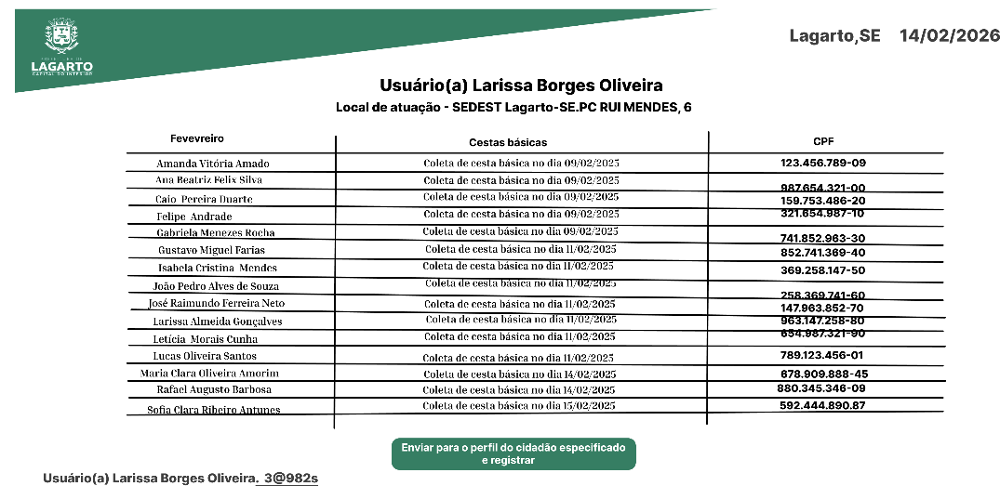 PREFEITURA DE
LAGARTO
CAPITAL DO INTERIOR
Lagarto,SE 14/02/2026
Usuário(a) Larissa Borges Oliveira
Local de atuação - SEDEST Lagarto-SE.PC RUI MENDES, 6
Fevevreiro Cestas básicas CPF
Amanda Vitória Amado Coleta de cesta básica no dia 09/02/2025 123.456.789-09
Ana Beatriz Felix Silva Coleta de cesta básica no dia 09/02/2025 987.654.321-00
Caio Pereira Duarte Coleta de cesta básica no dia 09/02/2025 159.753.486-20
Felipe Andrade Coleta de cesta básica no dia 09/02/2025 321.654.987-10
Gabriela Menezes Rocha Coleta de cesta básica no dia 09/02/2025 741.852.963-30
Gustavo Miguel Farias Coleta de cesta básica no dia 11/02/2025 852.741.369-40
Isabela Cristina Mendes Coleta de cesta básica no dia 11/02/2025 369.258.147-50
João Pedro Alves de Souza Coleta de cesta básica no dia 11/02/2025 258.369.741-60
José Raimundo Ferreira Neto Coleta de cesta básica no dia 11/02/2025 147.963.852-70
Larissa Almeida Gonçalves Coleta de cesta básica no dia 11/02/2025 963.147.258-80
Letícia Morais Cunha Coleta de cesta básica no dia 11/02/2025 654.987.321-90
Lucas Oliveira Santos Coleta de cesta básica no dia 11/02/2025 789.123.456-01
Maria Clara Oliveira Amorim Coleta de cesta básica no dia 14/02/2025 678.909.888-45
Rafael Augusto Barbosa Coleta de cesta básica no dia 14/02/2025 880.345.346-09
Sofia Clara Ribeiro Antunes Coleta de cesta básica no dia 15/02/2025 592.444.890.87
Enviar para o perfil do cidadão especificado
e registrar
Usuário(a) Larissa Borges Oliveira. 3@982s